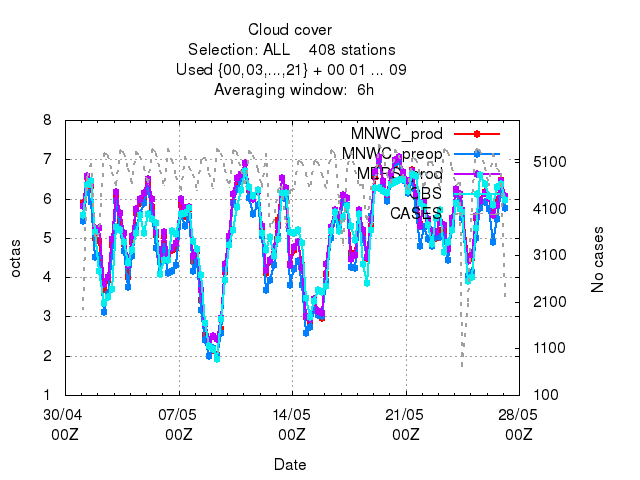 Cloud cover
Selection: ALL 408 stations
Used {00,03,...,21} + 00 01 ... 09
Averaging window: 6h
8
7
6
5
4
3
2
1
octas
MNWC_prod
MNWC_preop
MEPS_prod
OBS
CASES
5100
4100
3100
2100
1100
100
No cases
30/04 07/05 14/05 21/05 28/05
00Z 00Z 00Z 00Z 00Z
Date